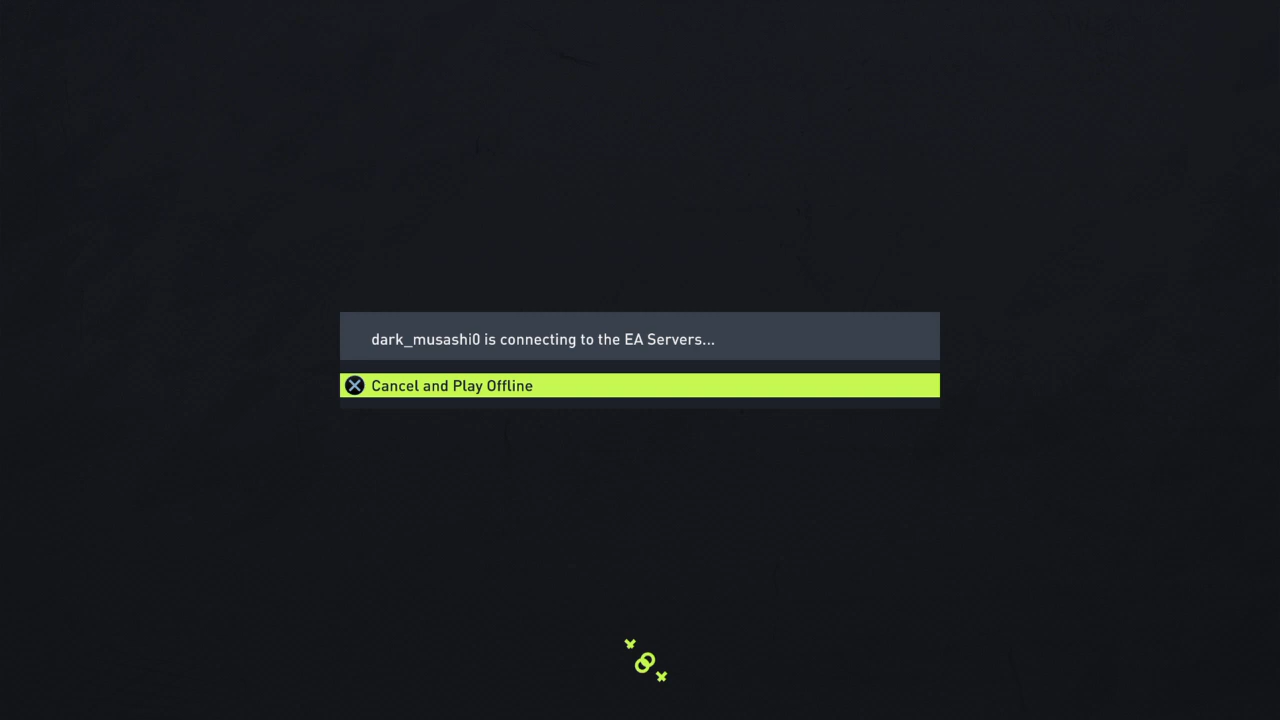 dark_musashi0 is connecting to the EA Servers...
Cancel and Play Offline